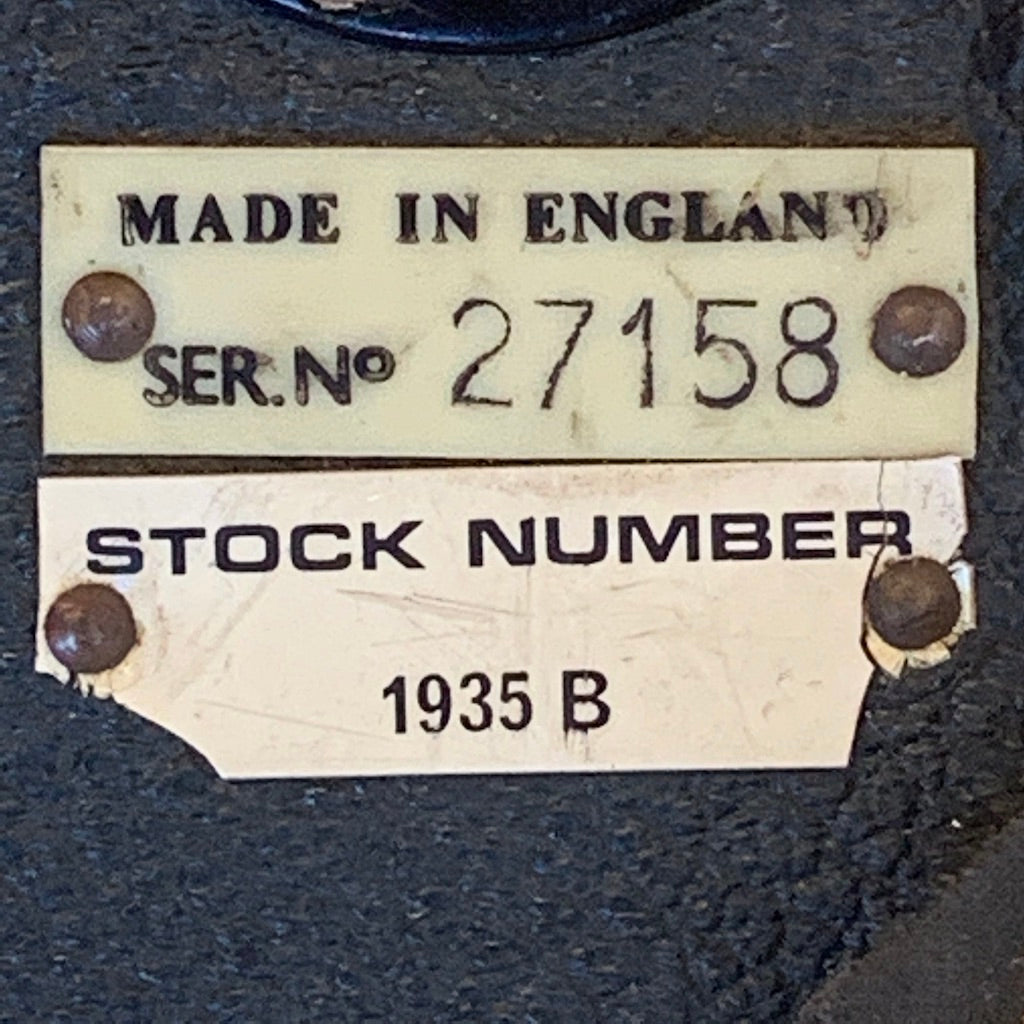 MADE IN ENGLAND
SER. Nº 27158
STOCK NUMBER
1935 B